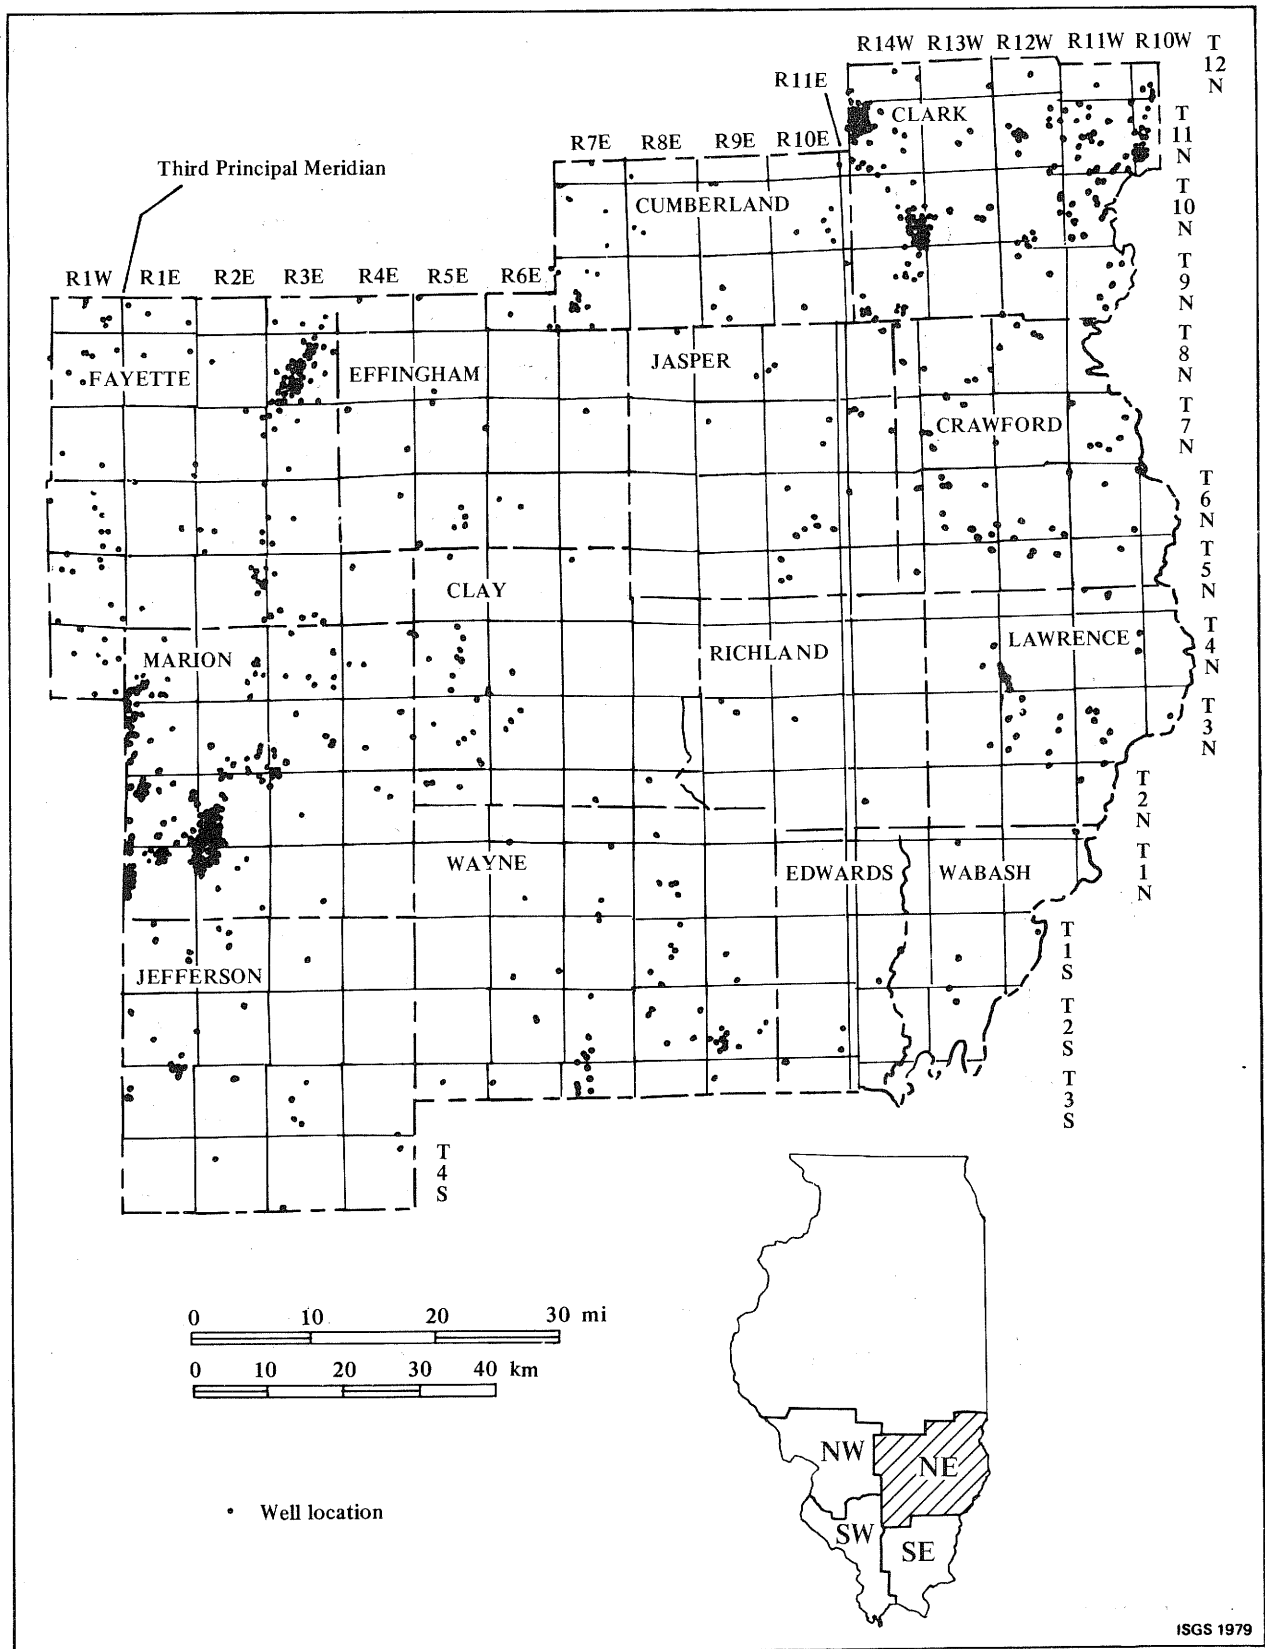 R14W R13W R12W R11W R10W
T
12
N
R11E
CLARK
T
11
N
R7E R8E R9E R10E
Third Principal Meridian
CUMBERLAND
T
10
N
R1W R1E R2E R3E R4E R5E R6E
T
9
N
FAYETTE
EFFINGHAM
JASPER
T
8
N
CRAWFORD
T
7
N
T
6
N
T
5
N
CLAY
MARION
RICHLAND
LAWRENCE
T
4
N
T
3
N
T
2
N
WAYNE
EDWARDS
WABASH
T
1
N
JEFFERSON
T
1
S
T
2
S
T
3
S
T
4
S
0 10 20 30 mi
0 10 20 30 40 km
NW
NE
SW
SE
Well location
ISGS 1979